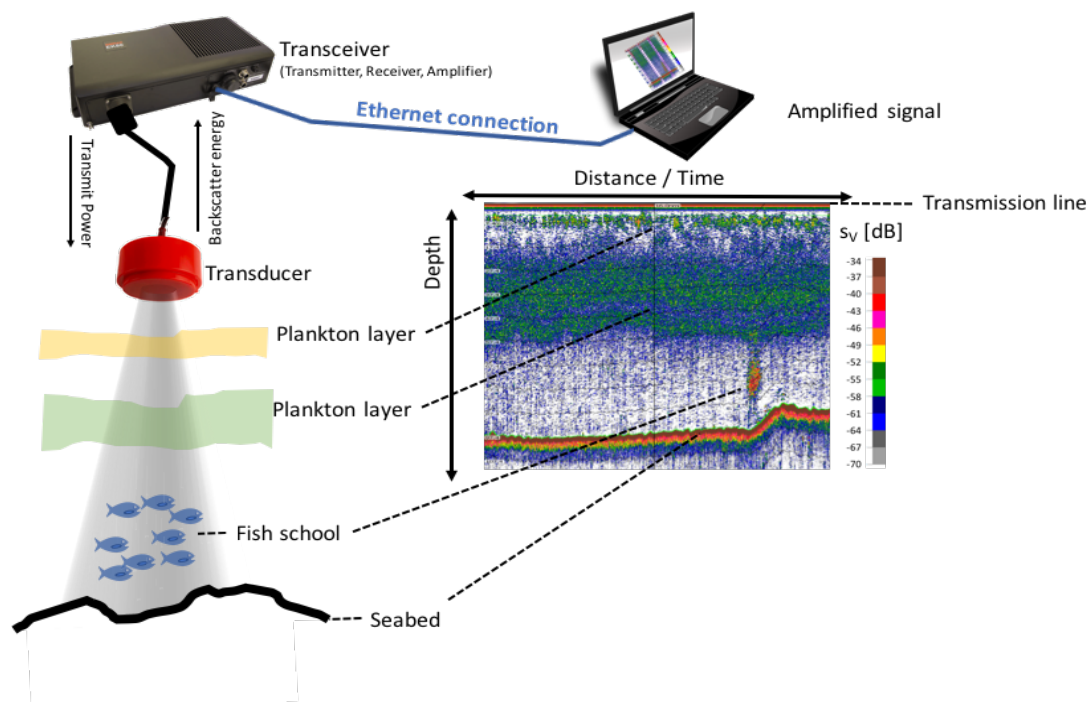 Transceiver
(Transmitter, Receiver, Amplifier)
Ethernet connection
Amplified signal
Transmit Power
Backscatter energy
Transducer
Distance / Time
Depth
Transmission line
sV [dB]
-34
-37
-40
-43
-46
-49
-52
-55
-58
-61
-64
-67
-70
Plankton layer
Plankton layer
Fish school
Seabed